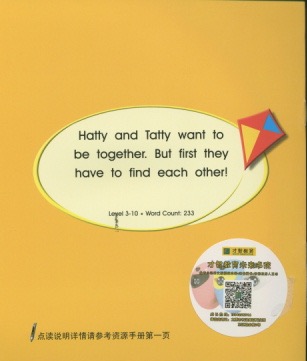 Hatty and Tatty want to
be together. But first they
have to find each other!
Level 3-10 • Word Count: 233
点读说明详情请参考资源手册第一页